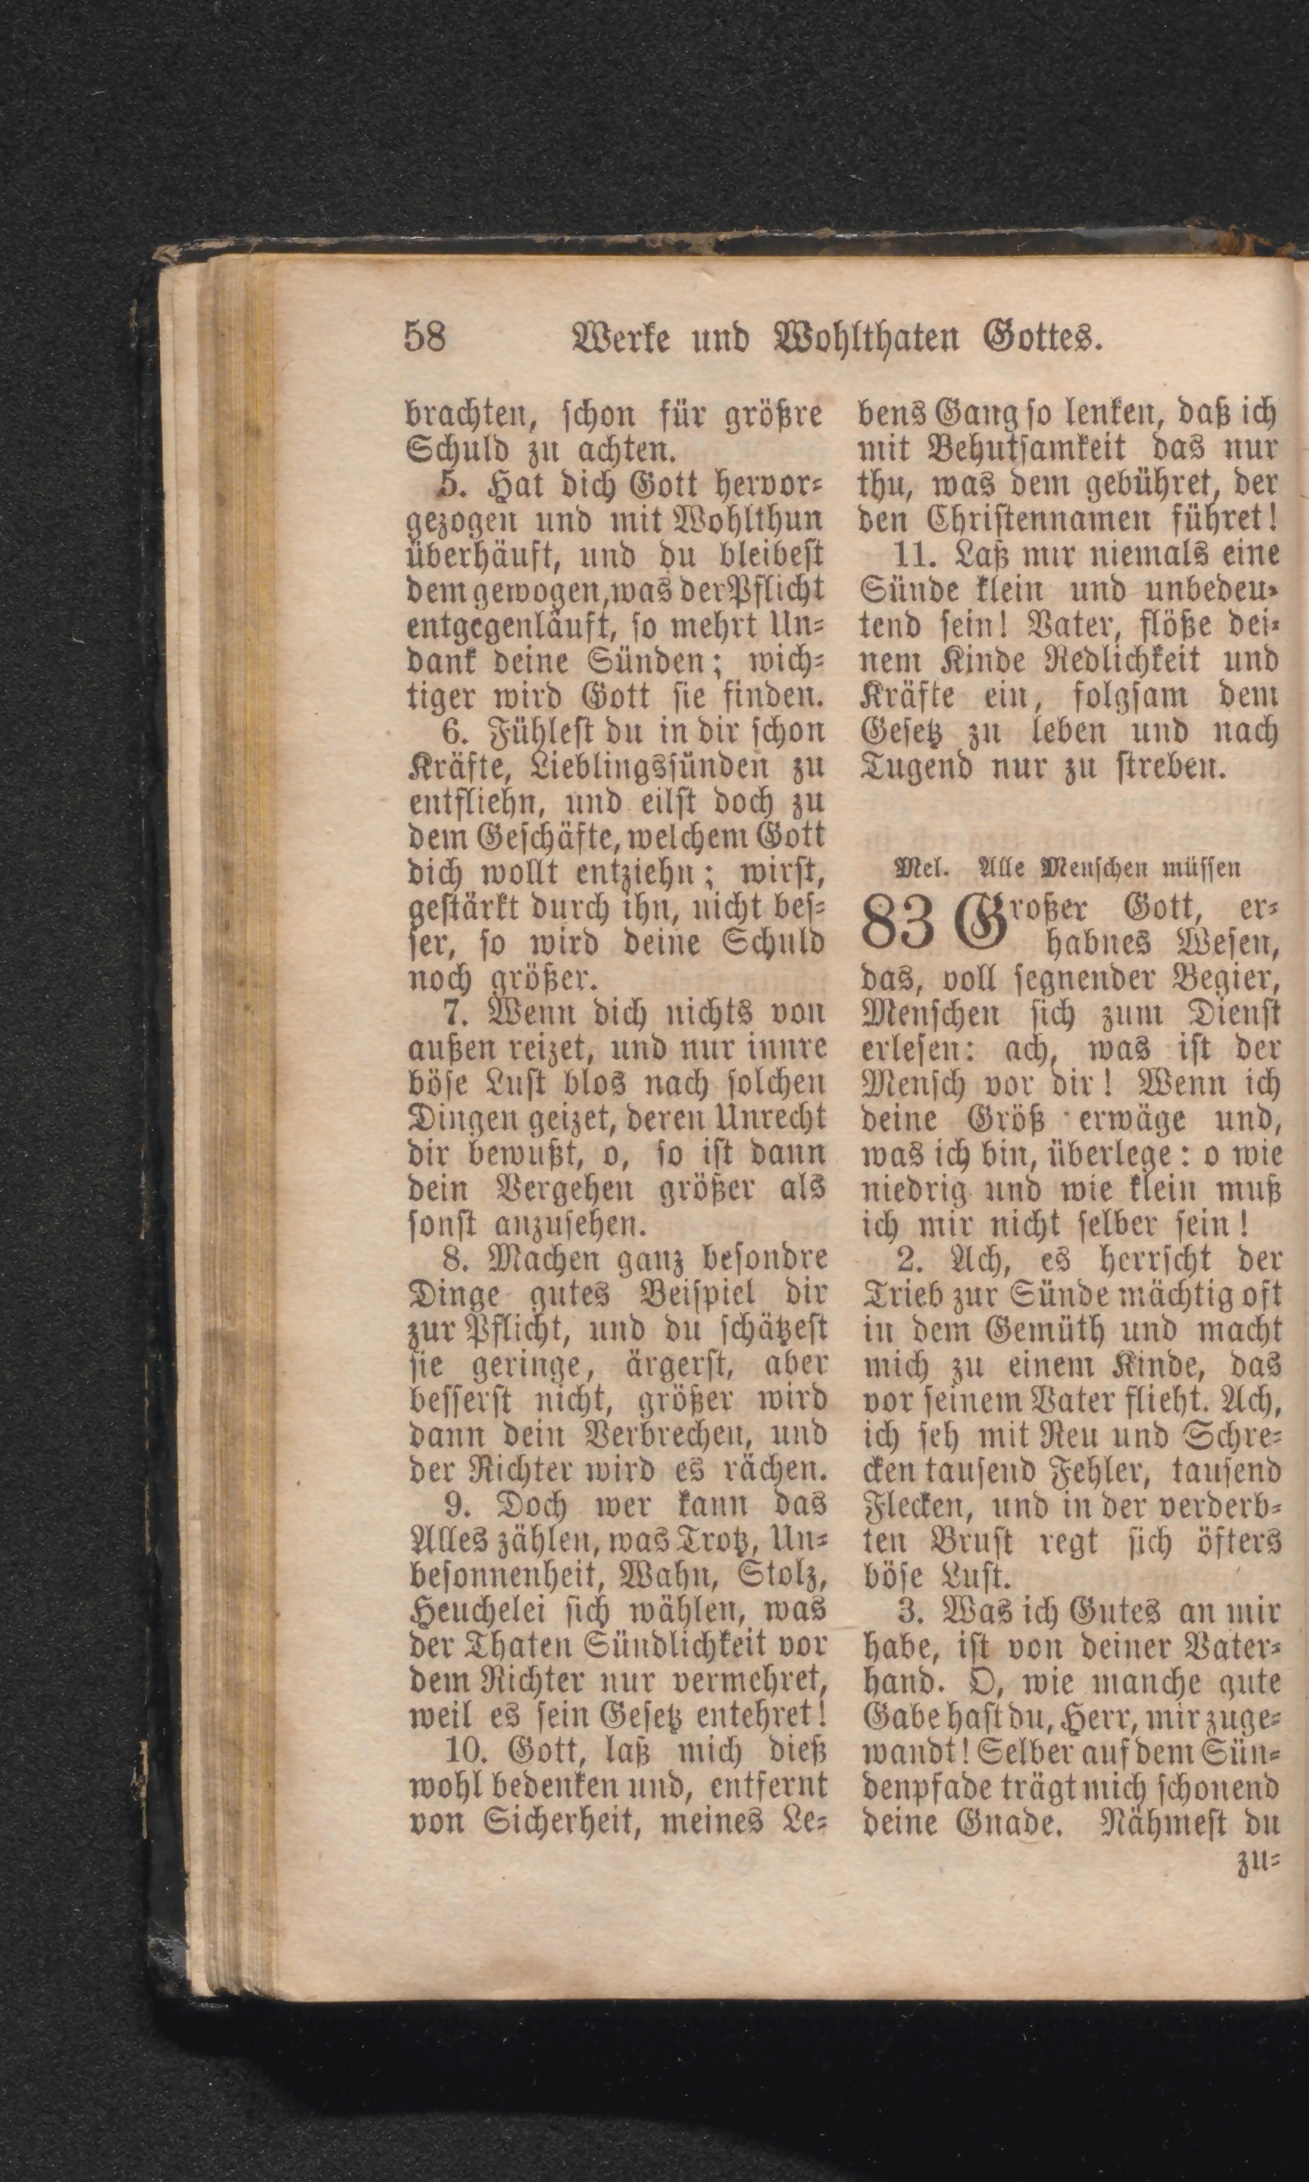 58 Werke und Wohlthaten Gottes.
brachten, schon für größre
Schuld zu achten.
5. Hat dich Gott hervor-
gezogen und mit Wohlthun
überhäuft, und du bleibest
dem gewogen, was der Pflicht
entgegenläuft, so mehrt Un-
dank deine Sünden; wich-
tiger wird Gott sie finden.
6. Fühlest du in dir schon
Kräfte, Lieblingssünden zu
entfliehn, und eilst doch zu
dem Geschäfte, welchem Gott
dich wollt entziehn; wirst,
gestärkt durch ihn, nicht bes-
ser, so wird deine Schuld
noch größer.
7. Wenn dich nichts von
außen reizet, und nur innre
böse Lust blos nach solchen
Dingen geizet, deren Unrecht
dir bewußt, o, so ist dann
dein Vergehen größer als
sonst anzusehen.
8. Machen ganz besondre
Dinge gutes Beispiel dir
zur Pflicht, und du schätzest
sie geringe, ärgerst, aber
besserst nicht, größer wird
dann dein Verbrechen, und
der Richter wird es rächen.
9. Doch wer kann das
Alles zählen, was Trotz, Un-
besonnenheit, Wahn, Stolz,
Heuchelei sich wählen, was
der Thaten Sündlichkeit vor
dem Richter nur vermehret,
weil es sein Gesetz entehret!
10. Gott, laß mich dieß
wohl bedenken und, entfernt
von Sicherheit, meines Le-
bens Gang so lenken, daß ich
mit Behutsamkeit das nur
thu, was dem gebühret, der
den Christennamen führet!
11. Laß mir niemals eine
Sünde klein und unbedeu-
tend sein! Vater, flöße dei-
nem Kinde Redlichkeit und
Kräfte ein, folgsam dem
Gesetz zu leben und nach
Tugend nur zu streben.
Mel. Alle Menschen müssen
83 Großer Gott, er-
habnes Wesen,
das, voll segnender Begier,
Menschen sich zum Dienst
erlesen: ach, was ist der
Mensch vor dir! Wenn ich
deine Größ erwäge und,
was ich bin, überlege: o wie
niedrig und wie klein muß
ich mir nicht selber sein!
2. Ach, es herrscht der
Trieb zur Sünde mächtig oft
in dem Gemüth und macht
mich zu einem Kinde, das
vor seinem Vater flieht. Ach,
ich seh mit Reu und Schre-
cken tausend Fehler, tausend
Flecken, und in der verderb-
ten Brust regt sich öfters
böse Lust.
3. Was ich Gutes an mir
habe, ist von deiner Vater-
hand. O, wie manche gute
Gabe hast du, Herr, mir zuge-
wandt! Selber auf dem Sün-
denpfade trägt mich schonend
deine Gnade. Nähmest du
zu-